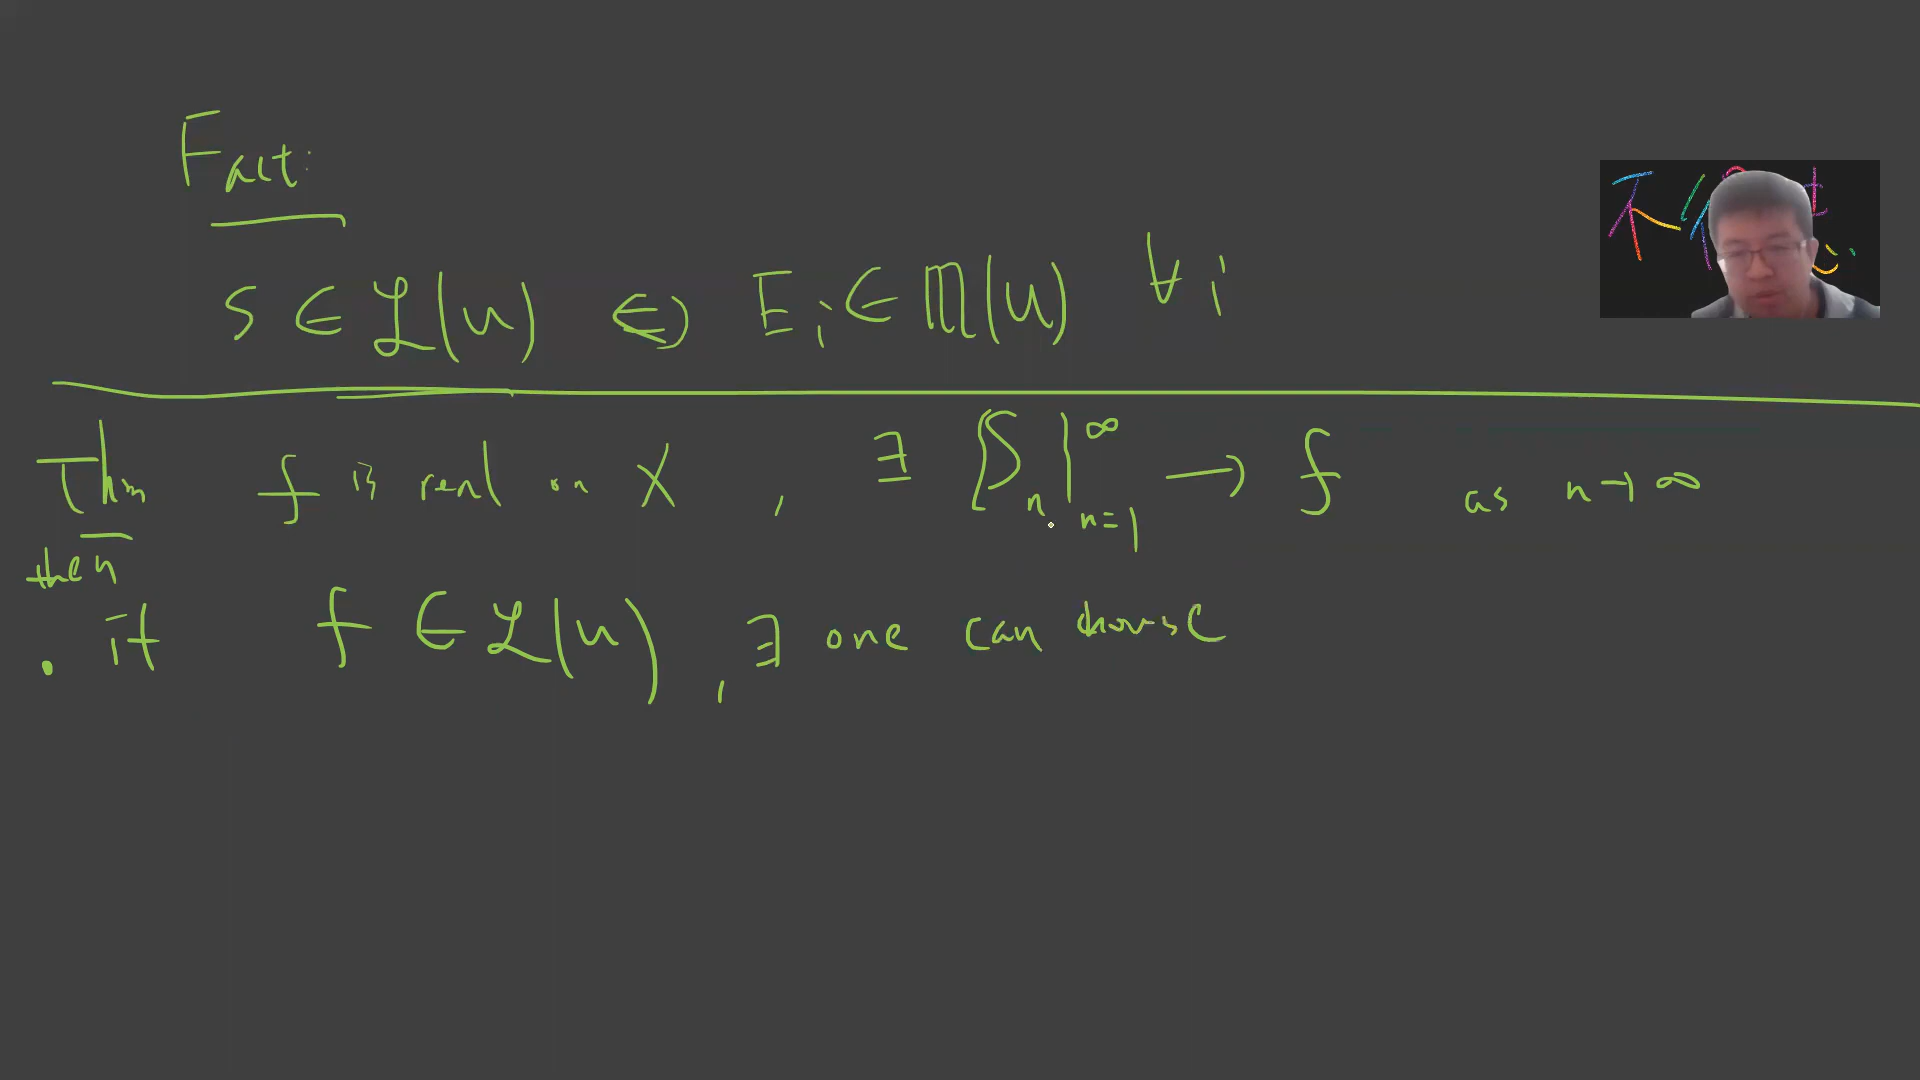 Fact:
s ∈ ℒ(u) ⇔ E_i ∈ 𝔐(u) ∀ i
Thm f is real on X , ∃ {S_n}_{n=1}^∞ → f as n → ∞
then
. if f ∈ ℒ(u) , ∃ one can choose